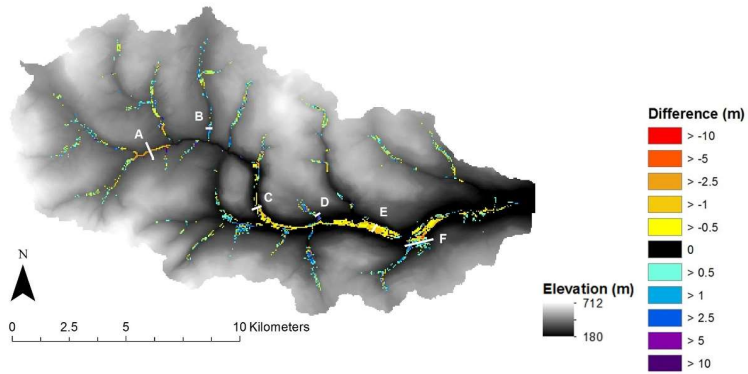 A
B
C
D
E
F
N
0 2.5 5 10 Kilometers
Elevation (m)
712
180
Difference (m)
> -10
> -5
> -2.5
> -1
> -0.5
0
> 0.5
> 1
> 2.5
> 5
> 10